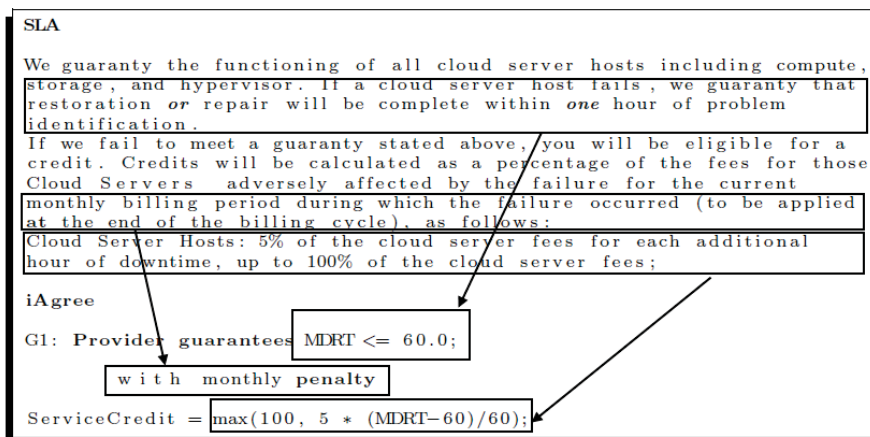 SLA
We guaranty the functioning of all cloud server hosts including compute,
storage, and hypervisor. If a cloud server host fails, we guaranty that
restoration or repair will be complete within one hour of problem
identification.
If we fail to meet a guaranty stated above, you will be eligible for a
credit. Credits will be calculated as a percentage of the fees for those
Cloud Servers adversely affected by the failure for the current
monthly billing period during which the failure occurred (to be applied
at the end of the billing cycle), as follows:
Cloud Server Hosts: 5% of the cloud server fees for each additional
hour of downtime, up to 100% of the cloud server fees;
iAgree
G1: Provider guarantees MDRT <= 60.0;
with monthly penalty
ServiceCredit = max(100, 5 * (MDRT-60)/60);